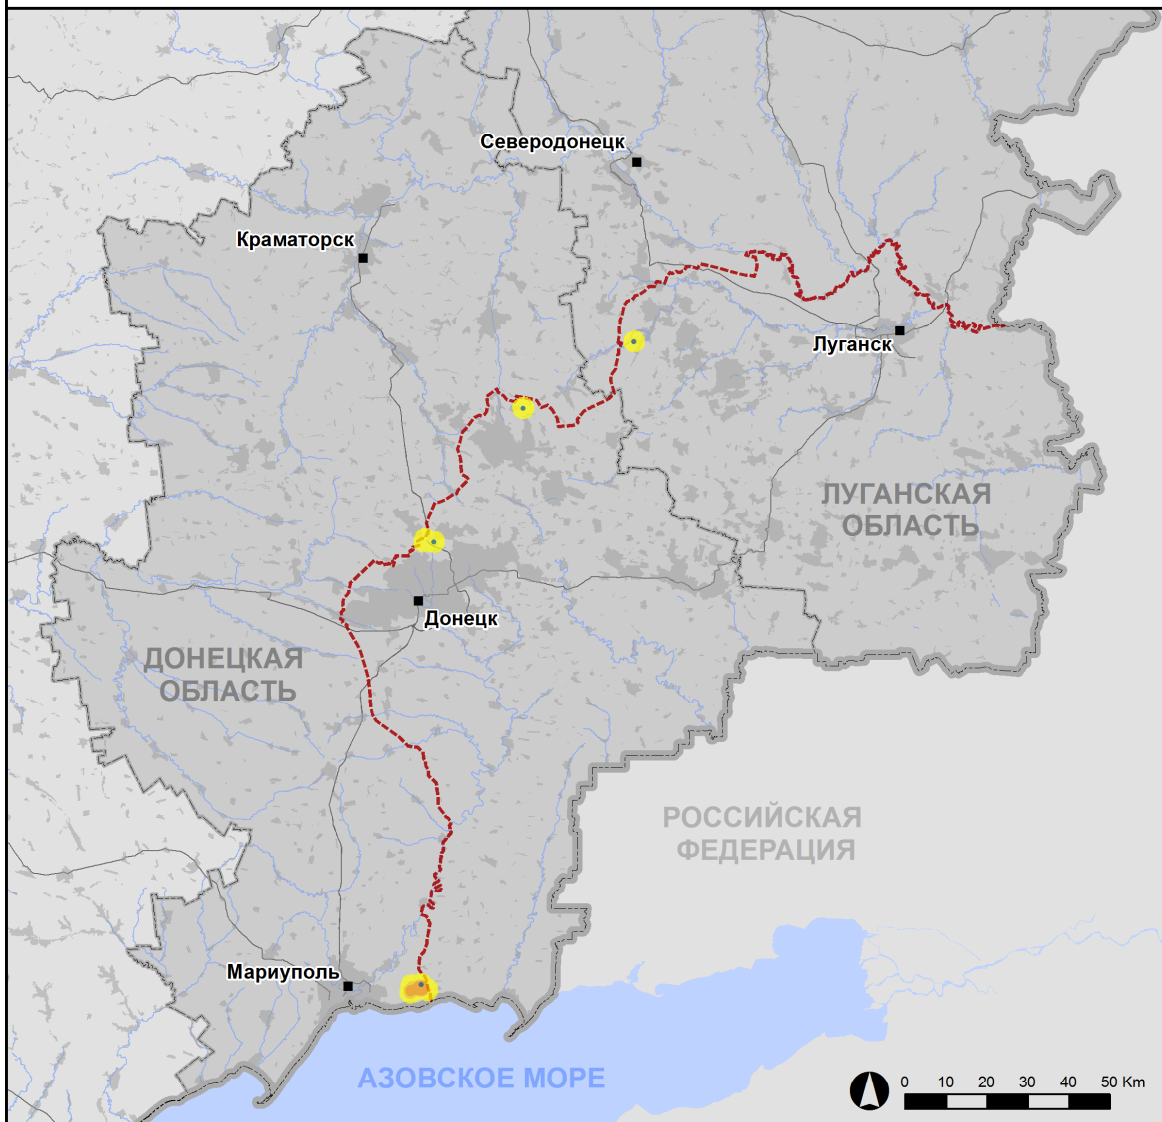 Северодонецк
Краматорск
Луганск
ЛУГАНСКАЯ
ОБЛАСТЬ
Донецк
ДОНЕЦКАЯ
ОБЛАСТЬ
РОССИЙСКАЯ
ФЕДЕРАЦИЯ
Мариуполь
АЗОВСКОЕ МОРЕ
0 10 20 30 40 50 Km